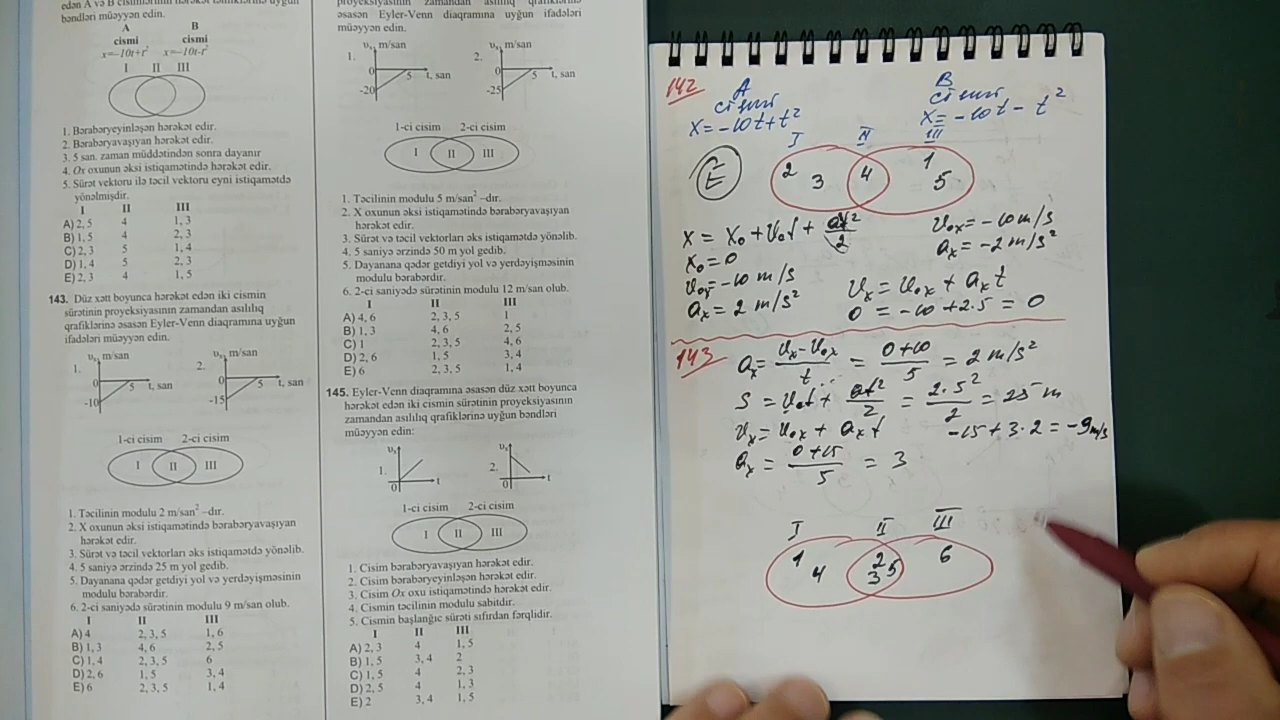 edən A və B cisimlərinin hərəkət tənliklərinə uyğun
bəndləri müəyyən edin.
A B
cismi cismi
x=-10t+t² x=-10t-t²
I II III
1. Bərabəryeyinləşən hərəkət edir.
2. Bərabəryavaşıyan hərəkət edir.
3. 5 san. zaman müddətindən sonra dayanır
4. Ox oxunun əksi istiqamətində hərəkət edir.
5. Sürət vektoru ilə təcil vektoru eyni istiqamətdə
yönəlmişdir.
I II III
A) 2, 5 4 1, 3
B) 1, 5 4 2, 3
C) 2, 3 5 1, 4
D) 1, 4 5 2, 3
E) 2, 3 4 1, 5
143. Düz xətt boyunca hərəkət edən iki cismin
sürətinin proyeksiyasının zamandan asılılıq
qrafiklərinə əsasən Eyler-Venn diaqramına uyğun
ifadələri müəyyən edin.
1. υₓ, m/san 0 5 t, san -10
2. υₓ, m/san 0 5 t, san -15
1-ci cisim 2-ci cisim
I II III
1. Təcilinin modulu 2 m/san² –dır.
2. X oxunun əksi istiqamətində bərabəryavaşıyan
hərəkət edir.
3. Sürət və təcil vektorları əks istiqamətdə yönəlib.
4. 5 saniyə ərzində 25 m yol gedib.
5. Dayanana qədər getdiyi yol və yerdəyişməsinin
modulu bərabərdir.
6. 2-ci saniyədə sürətinin modulu 9 m/san olub.
I II III
A) 4 2, 3, 5 1, 6
B) 1, 3 4, 6 2, 5
C) 1, 4 2, 3, 5 6
D) 2, 6 1, 5 3, 4
E) 6 2, 3, 5 1, 4
proyeksiyasının zamandan asılılıq qrafiklərinə
əsasən Eyler-Venn diaqramına uyğun ifadələri
müəyyən edin.
1. υₓ, m/san 0 5 t, san -20
2. υₓ, m/san 0 5 t, san -25
1-ci cisim 2-ci cisim
I II III
1. Təcilinin modulu 5 m/san² –dır.
2. X oxunun əksi istiqamətində bərabəryavaşıyan
hərəkət edir.
3. Sürət və təcil vektorları əks istiqamətdə yönəlib.
4. 5 saniyə ərzində 50 m yol gedib.
5. Dayanana qədər getdiyi yol və yerdəyişməsinin
modulu bərabərdir.
6. 2-ci saniyədə sürətinin modulu 12 m/san olub.
I II III
A) 4, 6 2, 3, 5 1
B) 1, 3 4, 6 2, 5
C) 1 2, 3, 5 4, 6
D) 2, 6 1, 5 3, 4
E) 6 2, 3, 5 1, 4
145. Eyler-Venn diaqramına əsasən düz xətt boyunca
hərəkət edən iki cismin sürətinin proyeksiyasının
zamandan asılılıq qrafiklərinə uyğun bəndləri
müəyyən edin:
1. υₓ 0 t
2. υₓ 0 t
1-ci cisim 2-ci cisim
I II III
1. Cisim bərabəryavaşıyan hərəkət edir.
2. Cisim bərabəryeyinləşən hərəkət edir.
3. Cisim Ox oxu istiqamətində hərəkət edir.
4. Cismin təcilinin modulu sabitdir.
5. Cismin başlanğıc sürəti sıfırdan fərqlidir.
I II III
A) 2, 3 4 1, 5
B) 1, 5 3, 4 2
C) 1, 5 4 2, 3
D) 2, 5 4 1, 3
E) 2 3, 4 1, 5
142 A B
cismi cismi
x=-10t+t² x=-10t-t²
I II III
E 2 3 4 1 5
x = x₀ + υ₀t + at²/2 υ₀ₓ=-10 m/s
x₀=0 aₓ=-2 m/s²
υ₀ₓ=-10 m/s υₓ=υ₀ₓ+aₓt
aₓ=2 m/s² 0=-10+2·5=0
143 aₓ=(υₓ-υ₀ₓ)/t=(0+10)/5=2 m/s²
S=υ₀t+at²/2=2·5²/2=25 m
υₓ=υ₀ₓ+aₓt -15+3·2=-9 m/s
aₓ=(0+15)/5=3
I II III
1 4 2 3 5 6